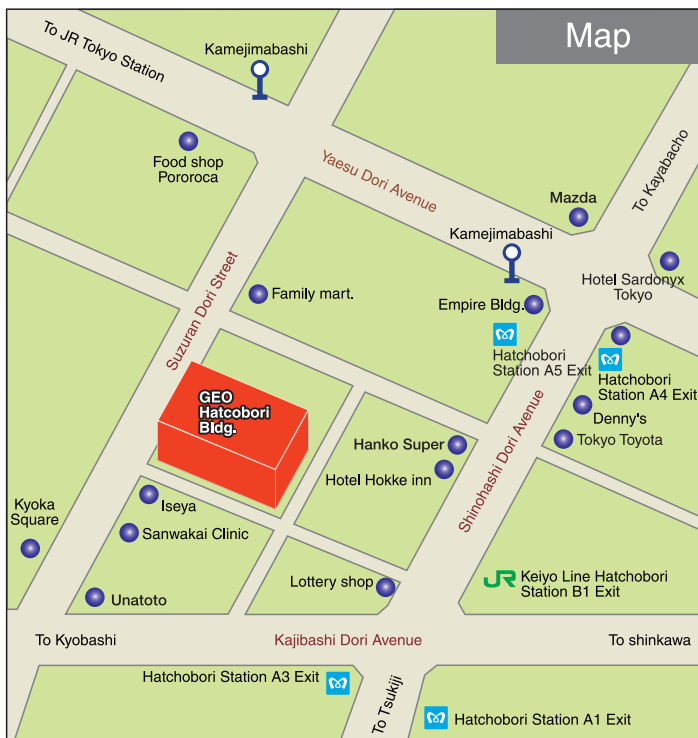 Map
To JR Tokyo Station
Kamejimabashi
Food shop
Pororoca
Yaesu Dori Avenue
To Kayabacho
Mazda
Kamejimabashi
Hotel Sardonyx
Tokyo
Suzuran Dori Street
Family mart.
Empire Bldg.
Hatchobori
Station A5 Exit
Hatchobori
Station A4 Exit
Denny's
Tokyo Toyota
GEO
Hatcobori
Bldg.
Hanko Super
Hotel Hokke inn
Shinohashi Dori Avenue
Kyoka
Square
Iseya
Sanwakai Clinic
Unatoto
Lottery shop
JR Keiyo Line Hatchobori
Station B1 Exit
To Kyobashi
Kajibashi Dori Avenue
To shinkawa
Hatchobori Station A3 Exit
To Tsukiji
Hatchobori Station A1 Exit